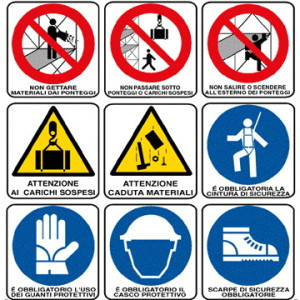 NON GETTARE
MATERIALI DAI PONTEGGI
NON PASSARE SOTTO
PONTEGGI O CARICHI SOSPESI
NON SALIRE O SCENDERE
ALL'ESTERNO DEI PONTEGGI
ATTENZIONE
AI CARICHI SOSPESI
ATTENZIONE
CADUTA MATERIALI
È OBBLIGATORIA LA
CINTURA DI SICUREZZA
È OBBLIGATORIO L'USO
DEI GUANTI PROTETTIVI
È OBBLIGATORIO IL
CASCO PROTETTIVO
SCARPE DI SICUREZZA
OBBLIGATORIE